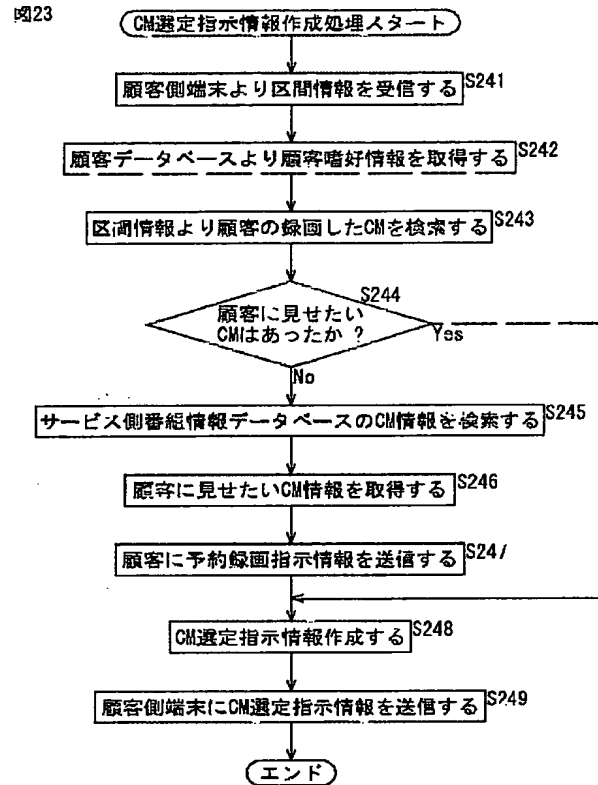 図23
CM選定指示情報作成処理スタート
顧客側端末より区間情報を受信する S241
顧客データベースより顧客嗜好情報を取得する S242
区間情報より顧客の録画したCMを検索する S243
S244
顧客に見せたい
CMはあったか ?
Yes
No
サービス側番組情報データベースのCM情報を検索する S245
顧客に見せたいCM情報を取得する S246
顧客に予約録画指示情報を送信する S247
CM選定指示情報作成する S248
顧客側端末にCM選定指示情報を送信する S249
エンド